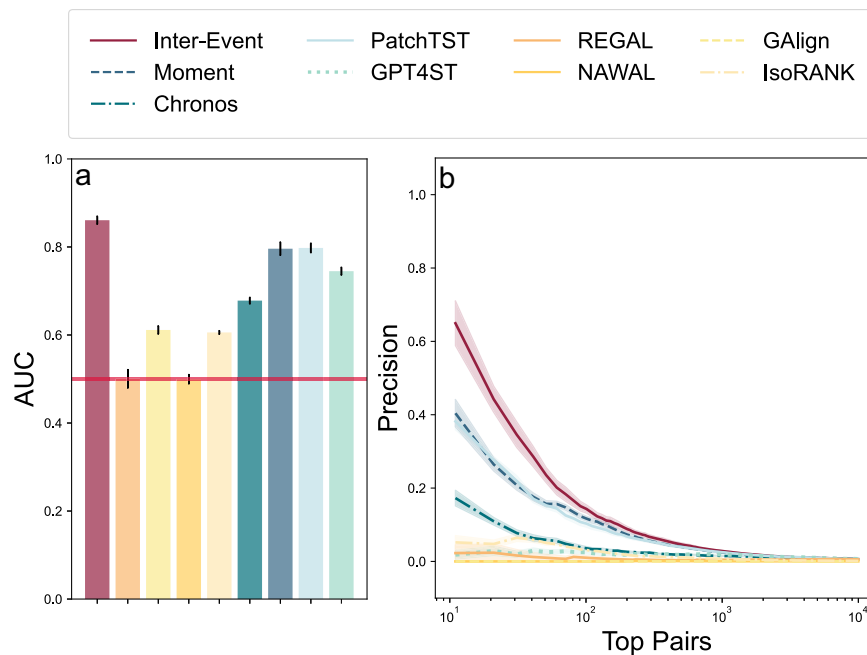 Inter-Event PatchTST REGAL GAlign
Moment GPT4ST NAWAL IsoRANK
Chronos
a
1.0
0.8
0.6
0.4
0.2
0.0
AUC
b
1.0
0.8
0.6
0.4
0.2
0.0
Precision
10¹ 10² 10³ 10⁴
Top Pairs